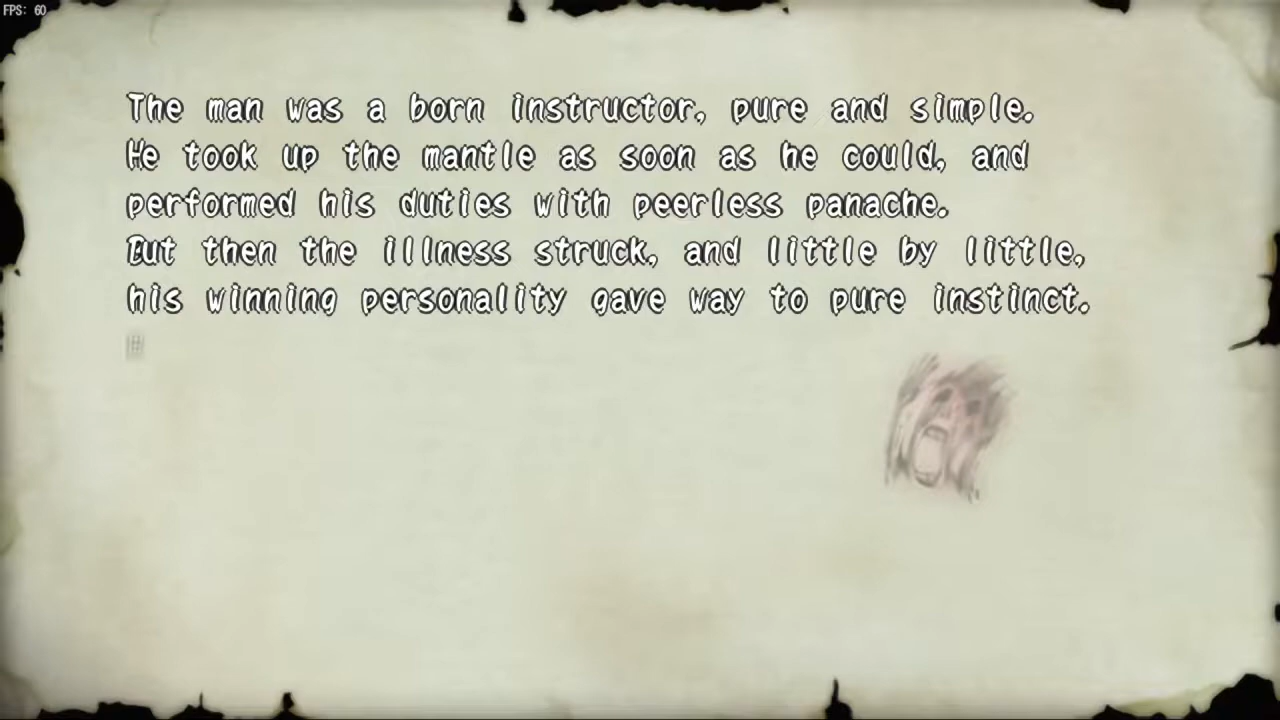 FPS: 60
The man was a born instructor, pure and simple.
He took up the mantle as soon as he could, and
performed his duties with peerless panache.
But then the illness struck, and little by little,
his winning personality gave way to pure instinct.